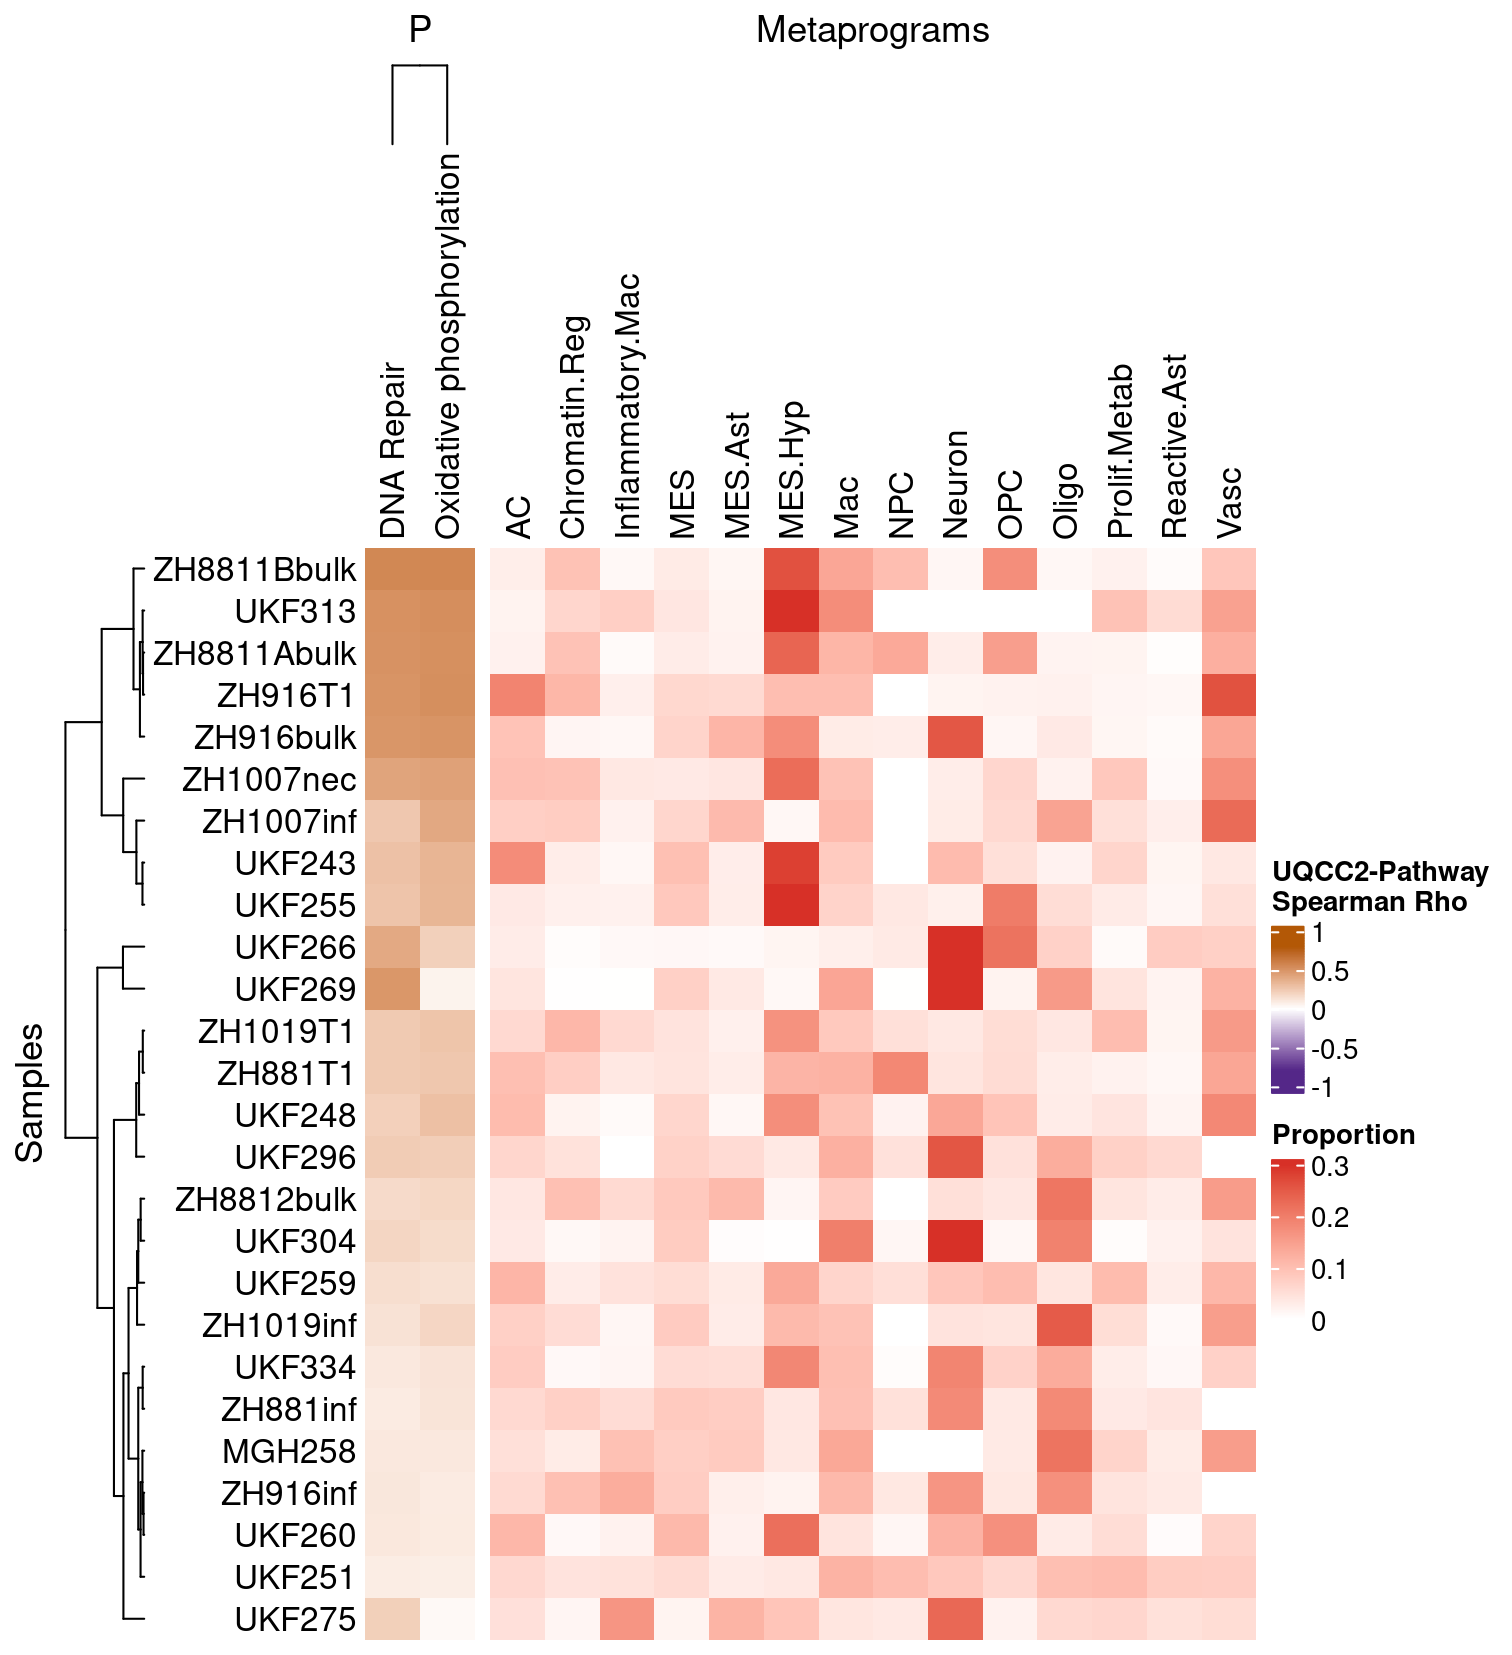 P
Metaprograms
DNA Repair
Oxidative phosphorylation
AC
Chromatin.Reg
Inflammatory.Mac
MES
MES.Ast
MES.Hyp
Mac
NPC
Neuron
OPC
Oligo
Prolif.Metab
Reactive.Ast
Vasc
Samples
ZH8811Bbulk
UKF313
ZH8811Abulk
ZH916T1
ZH916bulk
ZH1007nec
ZH1007inf
UKF243
UKF255
UKF266
UKF269
ZH1019T1
ZH881T1
UKF248
UKF296
ZH8812bulk
UKF304
UKF259
ZH1019inf
UKF334
ZH881inf
MGH258
ZH916inf
UKF260
UKF251
UKF275
UQCC2-Pathway
Spearman Rho
1
0.5
0
-0.5
-1
Proportion
0.3
0.2
0.1
0